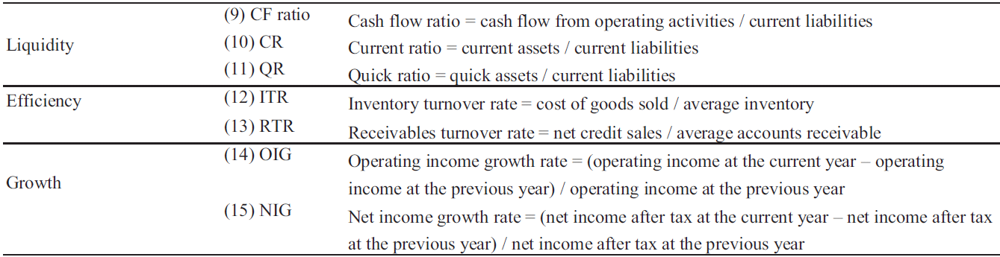 (9) CF ratio Cash flow ratio = cash flow from operating activities / current liabilities
Liquidity (10) CR Current ratio = current assets / current liabilities
(11) QR Quick ratio = quick assets / current liabilities
Efficiency (12) ITR Inventory turnover rate = cost of goods sold / average inventory
(13) RTR Receivables turnover rate = net credit sales / average accounts receivable
(14) OIG Operating income growth rate = (operating income at the current year – operating
Growth income at the previous year) / operating income at the previous year
(15) NIG Net income growth rate = (net income after tax at the current year – net income after tax
at the previous year) / net income after tax at the previous year